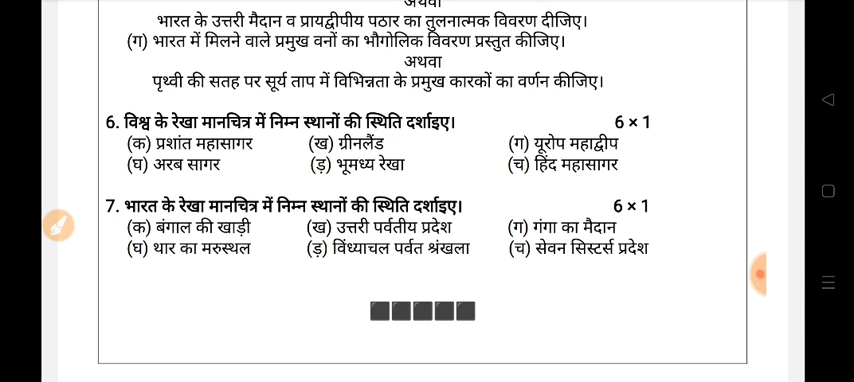 अथवा
भारत के उत्तरी मैदान व प्रायद्वीपीय पठार का तुलनात्मक विवरण दीजिए।
(ग) भारत में मिलने वाले प्रमुख वनों का भौगोलिक विवरण प्रस्तुत कीजिए।
अथवा
पृथ्वी की सतह पर सूर्य ताप में विभिन्नता के प्रमुख कारकों का वर्णन कीजिए।
6. विश्व के रेखा मानचित्र में निम्न स्थानों की स्थिति दर्शाइए। 6 × 1
(क) प्रशांत महासागर (ख) ग्रीनलैंड (ग) यूरोप महाद्वीप
(घ) अरब सागर (ड़) भूमध्य रेखा (च) हिंद महासागर
7. भारत के रेखा मानचित्र में निम्न स्थानों की स्थिति दर्शाइए। 6 × 1
(क) बंगाल की खाड़ी (ख) उत्तरी पर्वतीय प्रदेश (ग) गंगा का मैदान
(घ) थार का मरुस्थल (ड़) विंध्याचल पर्वत श्रंखला (च) सेवन सिस्टर्स प्रदेश